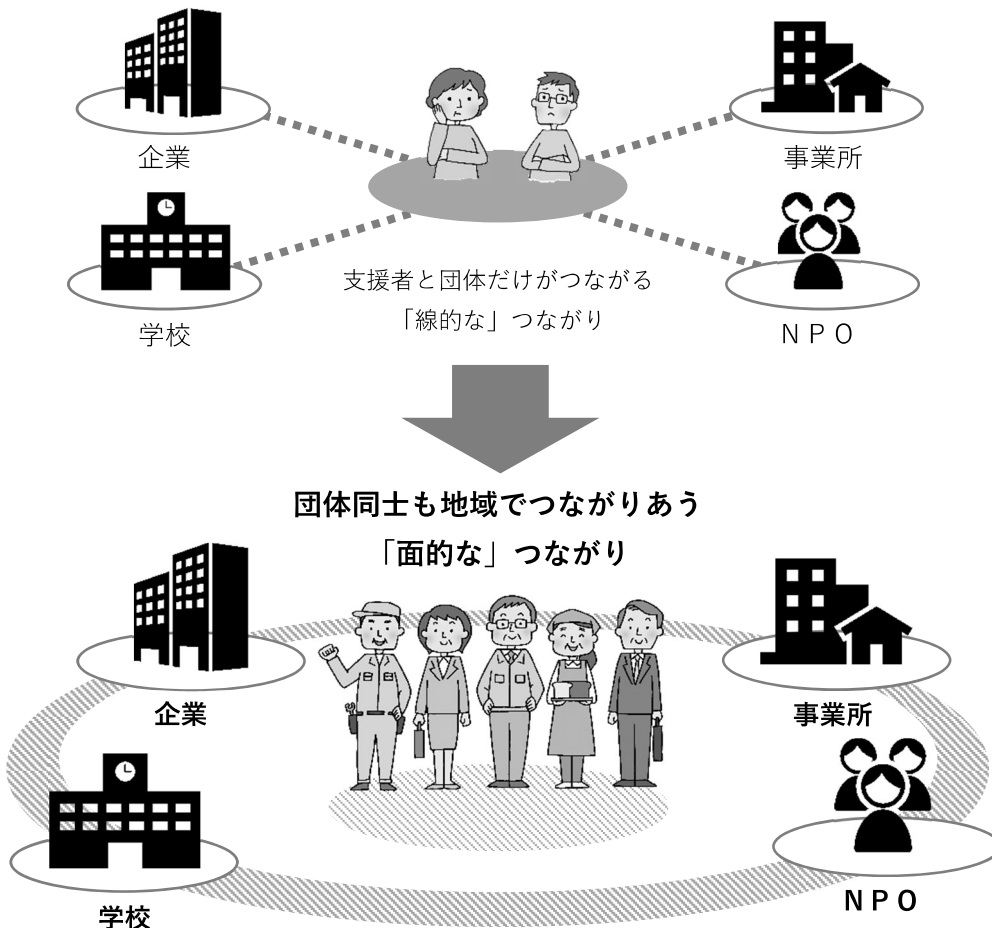 企業
事業所
学校
ＮＰＯ
支援者と団体だけがつながる
「線的な」つながり
団体同士も地域でつながりあう
「面的な」つながり
企業
事業所
学校
ＮＰＯ